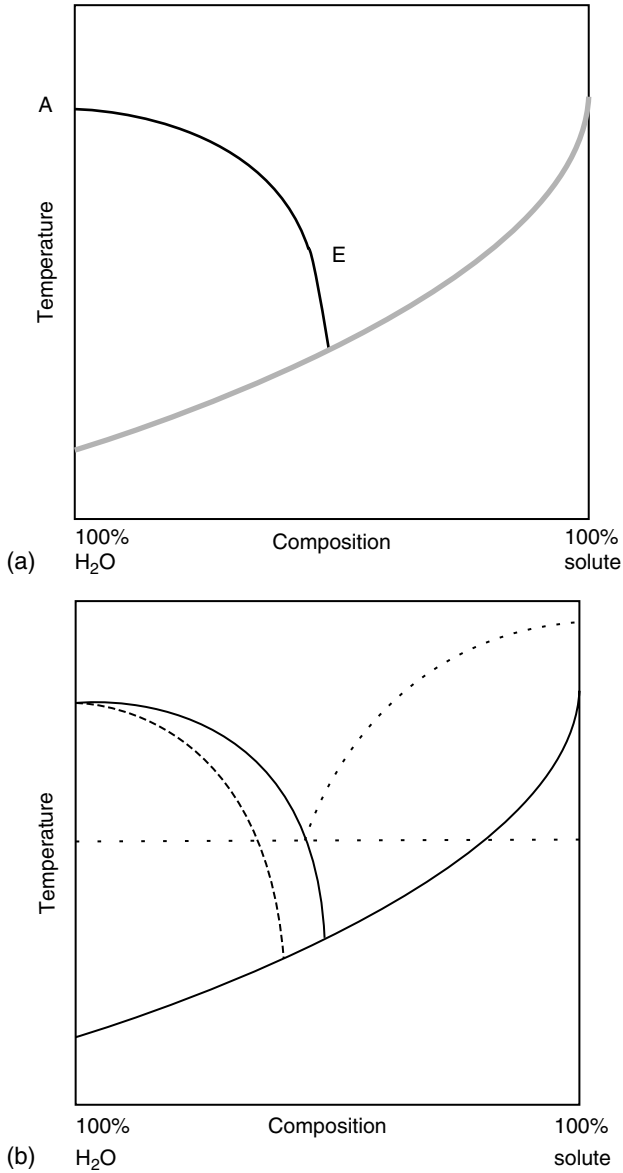 A
Temperature
E
100%
H₂O
Composition
100%
solute
(a)
Temperature
100%
H₂O
Composition
100%
solute
(b)